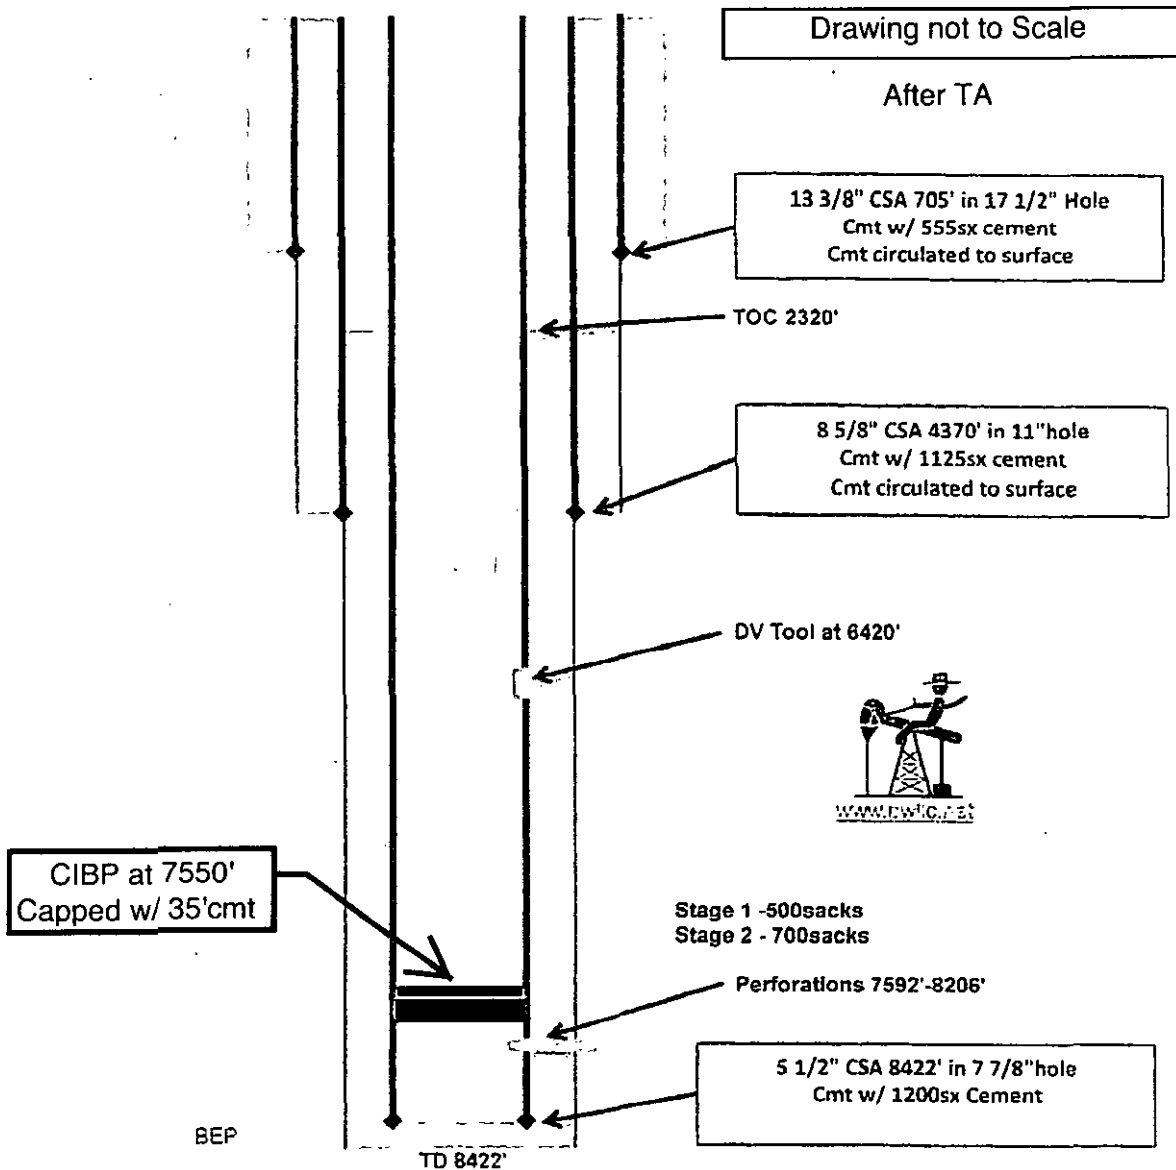 Drawing not to Scale
After TA
13 3/8" CSA 705' in 17 1/2" Hole
Cmt w/ 555sx cement
Cmt circulated to surface
TOC 2320'
8 5/8" CSA 4370' in 11"hole
Cmt w/ 1125sx cement
Cmt circulated to surface
DV Tool at 6420'
CIBP at 7550'
Capped w/ 35'cmt
Stage 1 -500sacks
Stage 2 - 700sacks
Perforations 7592'-8206'
5 1/2" CSA 8422' in 7 7/8"hole
Cmt w/ 1200sx Cement
BEP
TD 8422'